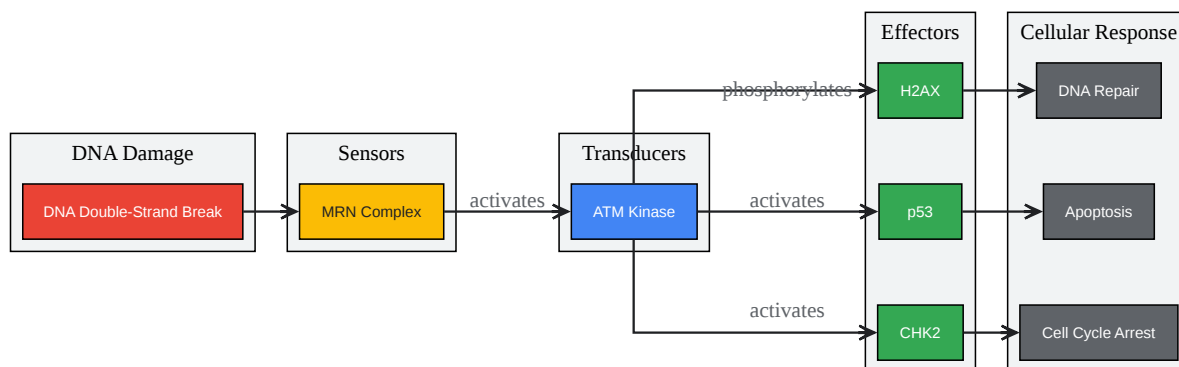 Effectors
Cellular Response
phosphorylates
H2AX
DNA Repair
DNA Damage
Sensors
Transducers
DNA Double-Strand Break
MRN Complex
activates
ATM Kinase
activates
p53
Apoptosis
activates
CHK2
Cell Cycle Arrest